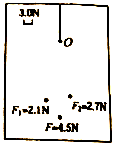 3.0N
O
F₁=2.1N
F₂=2.7N
F=4.5N